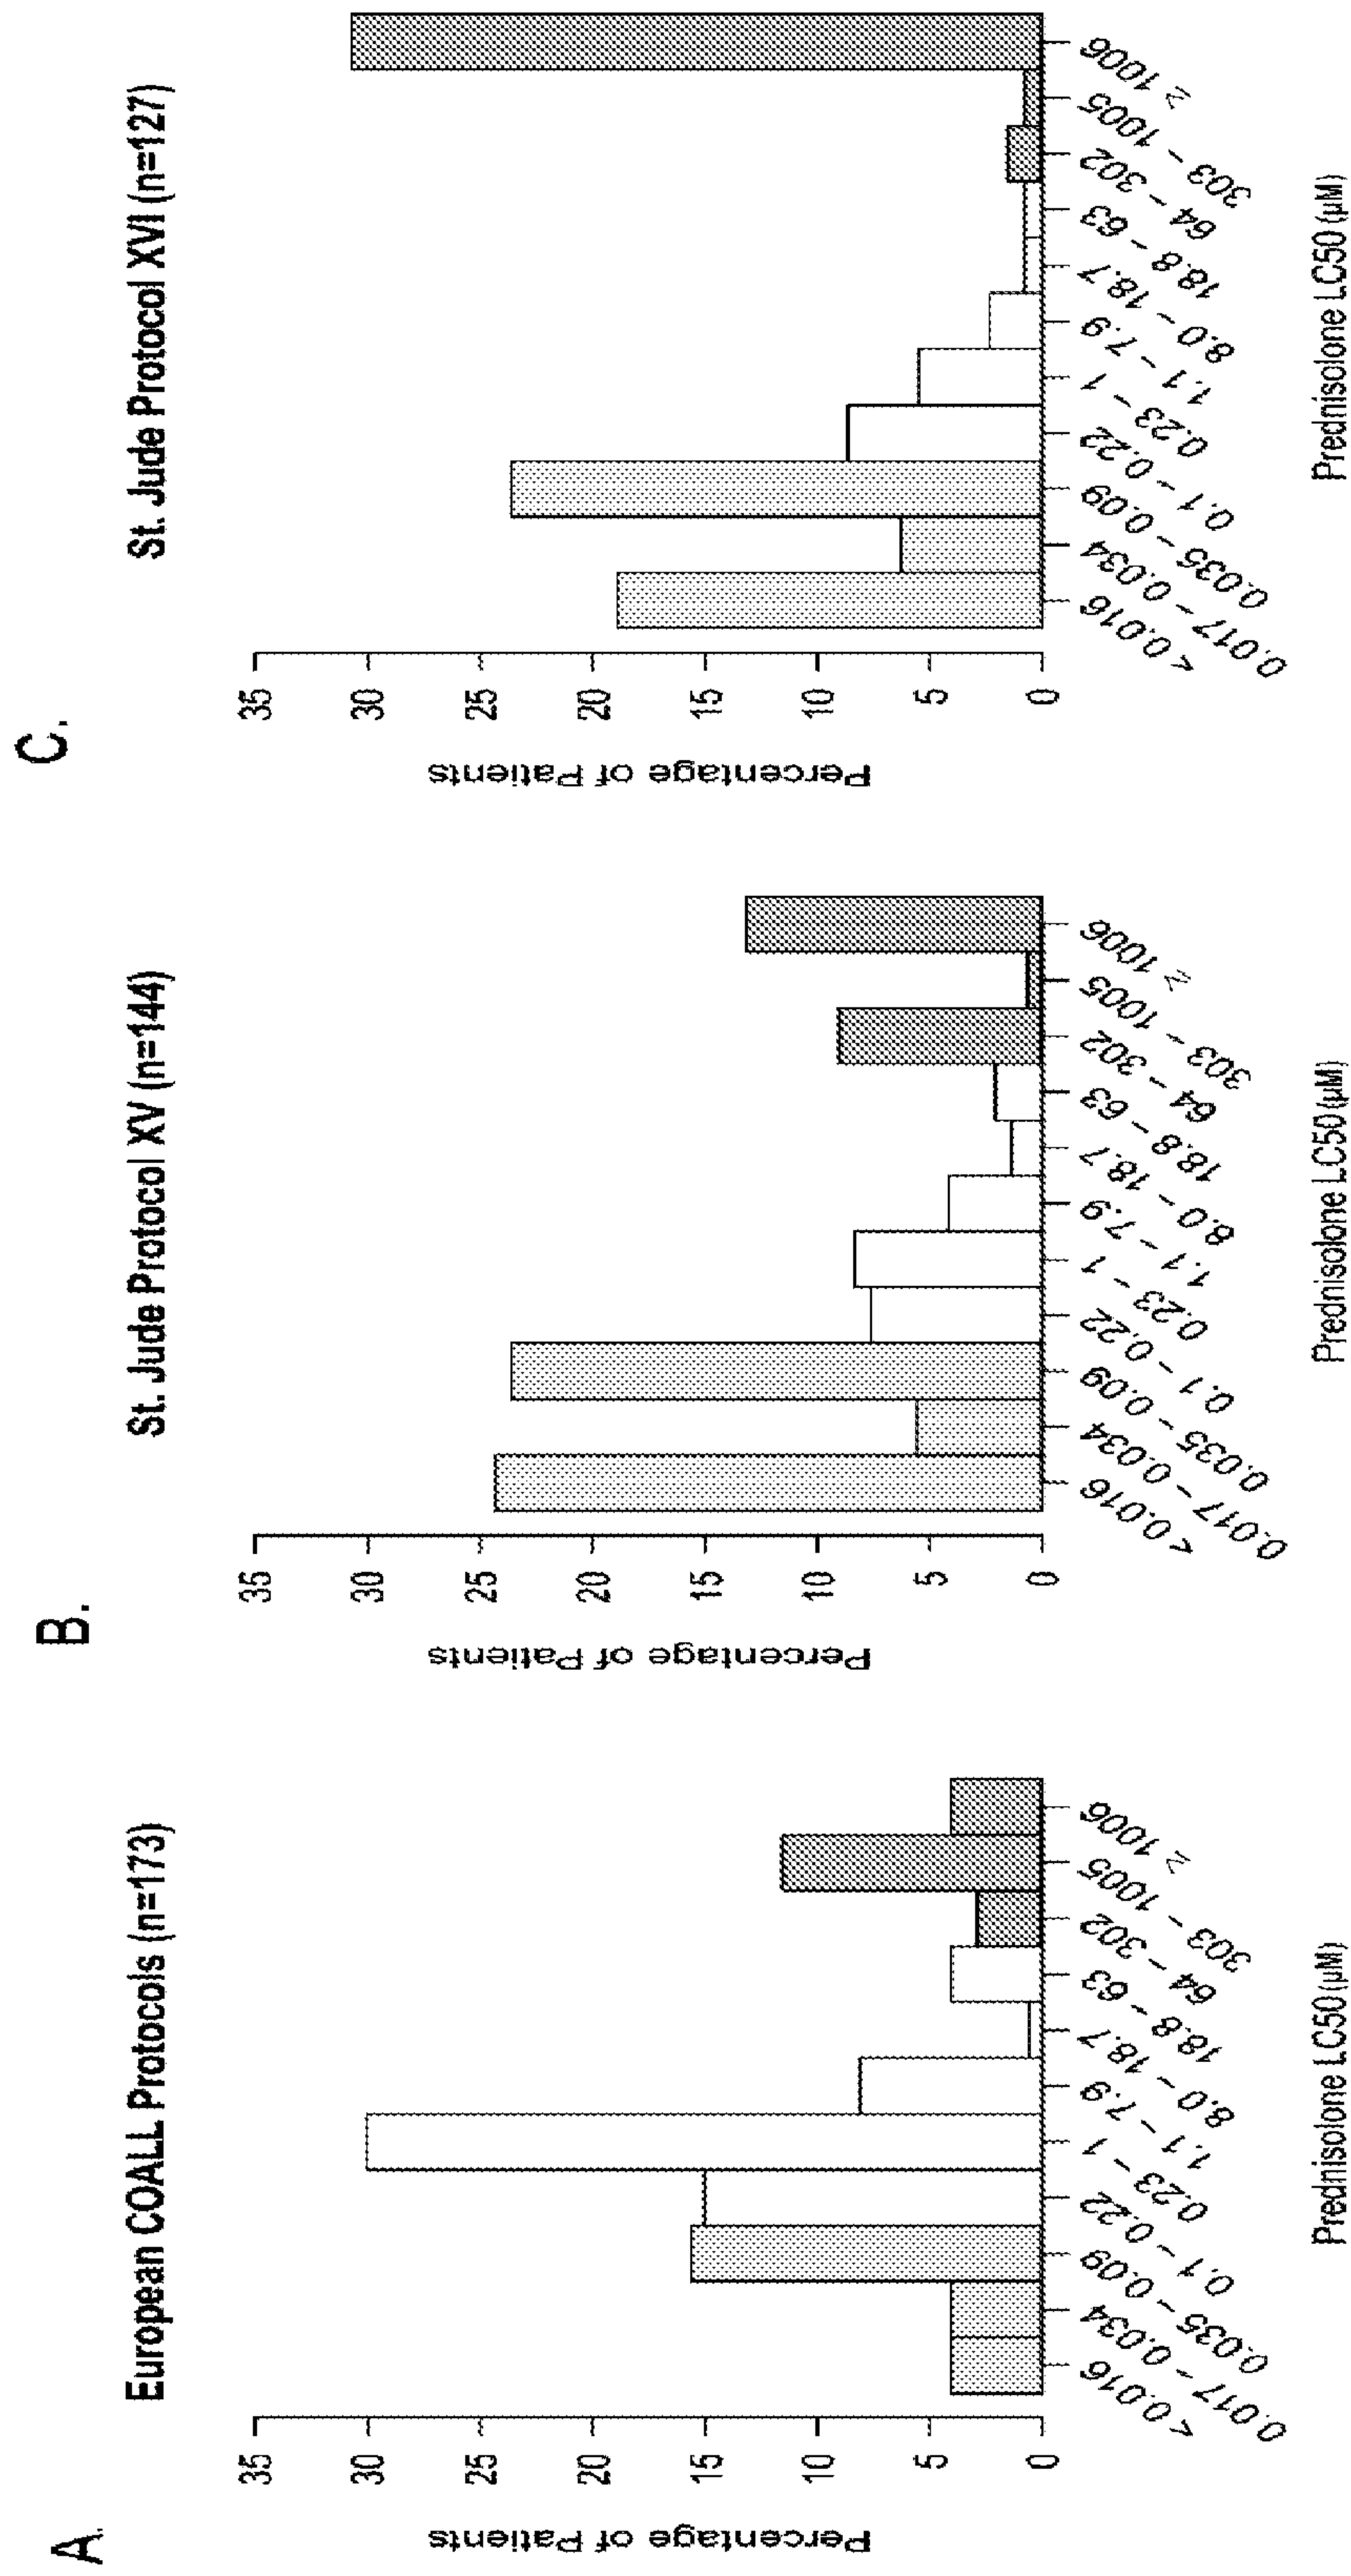 A.
European COALL Protocols (n=173)
Percentage of Patients
35
30
25
20
15
10
5
0
< 0.016
0.017 - 0.034
0.035 - 0.09
0.1 - 0.22
0.23 - 1
1.1 - 7.9
8.0 - 18.7
18.8 - 63
64 - 302
303 - 1005
≥ 1006
Prednisolone LC50 (µM)
B.
St. Jude Protocol XV (n=144)
Percentage of Patients
35
30
25
20
15
10
5
0
< 0.016
0.017 - 0.034
0.035 - 0.09
0.1 - 0.22
0.23 - 1
1.1 - 7.9
8.0 - 18.7
18.8 - 63
64 - 302
303 - 1005
≥ 1006
Prednisolone LC50 (µM)
C.
St. Jude Protocol XVI (n=127)
Percentage of Patients
35
30
25
20
15
10
5
0
< 0.016
0.017 - 0.034
0.035 - 0.09
0.1 - 0.22
0.23 - 1
1.1 - 7.9
8.0 - 18.7
18.8 - 63
64 - 302
303 - 1005
≥ 1006
Prednisolone LC50 (µM)